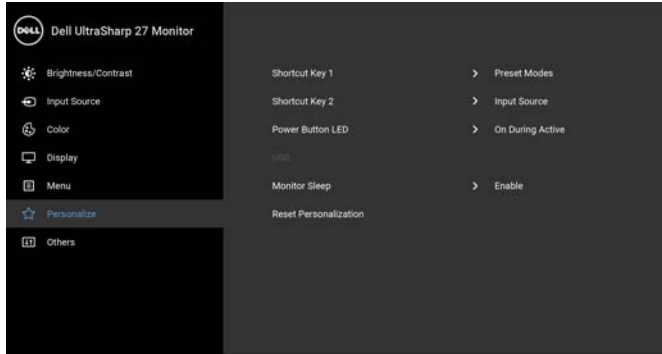 DELL Dell UltraSharp 27 Monitor
Brightness/Contrast
Input Source
Color
Display
Menu
Personalize
Others
Shortcut Key 1 > Preset Modes
Shortcut Key 2 > Input Source
Power Button LED > On During Active
USB
Monitor Sleep > Enable
Reset Personalization